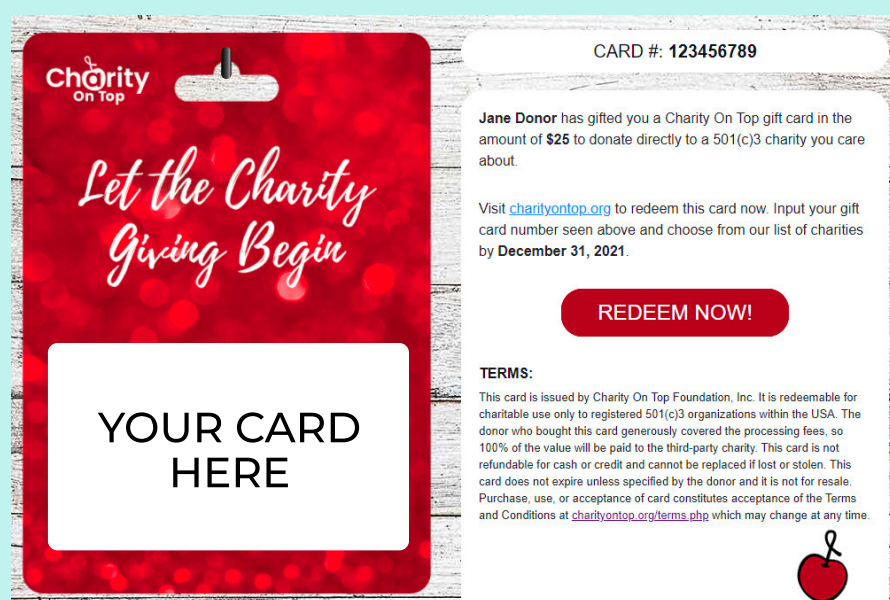 Charity
On Top
Let the Charity
Giving Begin
YOUR CARD
HERE
CARD #: 123456789
Jane Donor has gifted you a Charity On Top gift card in the
amount of $25 to donate directly to a 501(c)3 charity you care
about.
Visit charityontop.org to redeem this card now. Input your gift
card number seen above and choose from our list of charities
by December 31, 2021.
REDEEM NOW!
TERMS:
This card is issued by Charity On Top Foundation, Inc. It is redeemable for
charitable use only to registered 501(c)3 organizations within the USA. The
donor who bought this card generously covered the processing fees, so
100% of the value will be paid to the third-party charity. This card is not
refundable for cash or credit and cannot be replaced if lost or stolen. This
card does not expire unless specified by the donor and it is not for resale.
Purchase, use, or acceptance of card constitutes acceptance of the Terms
and Conditions at charityontop.org/terms.php which may change at any time.